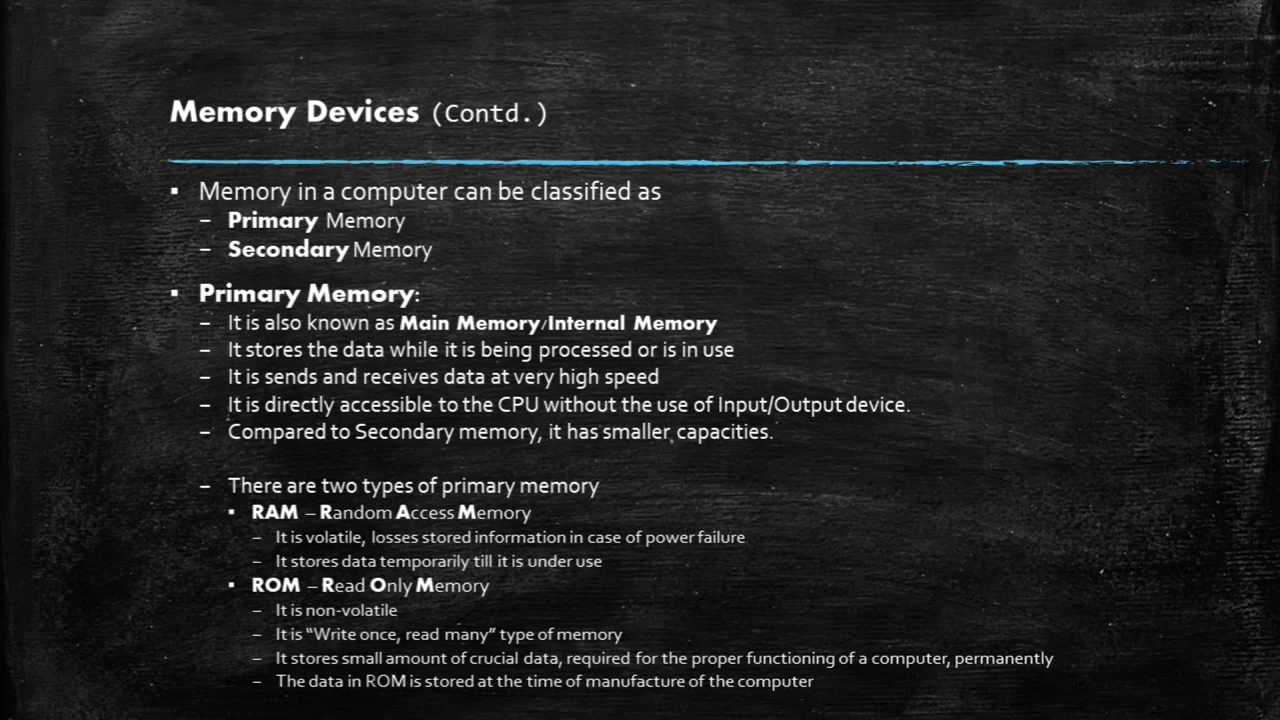 Memory Devices (Contd.)
▪ Memory in a computer can be classified as
– Primary Memory
– Secondary Memory
▪ Primary Memory:
– It is also known as Main Memory/Internal Memory
– It stores the data while it is being processed or is in use
– It is sends and receives data at very high speed
– It is directly accessible to the CPU without the use of Input/Output device.
– Compared to Secondary memory, it has smaller capacities.
– There are two types of primary memory
▪ RAM – Random Access Memory
– It is volatile, losses stored information in case of power failure
– It stores data temporarily till it is under use
▪ ROM – Read Only Memory
– It is non-volatile
– It is “Write once, read many” type of memory
– It stores small amount of crucial data, required for the proper functioning of a computer, permanently
– The data in ROM is stored at the time of manufacture of the computer